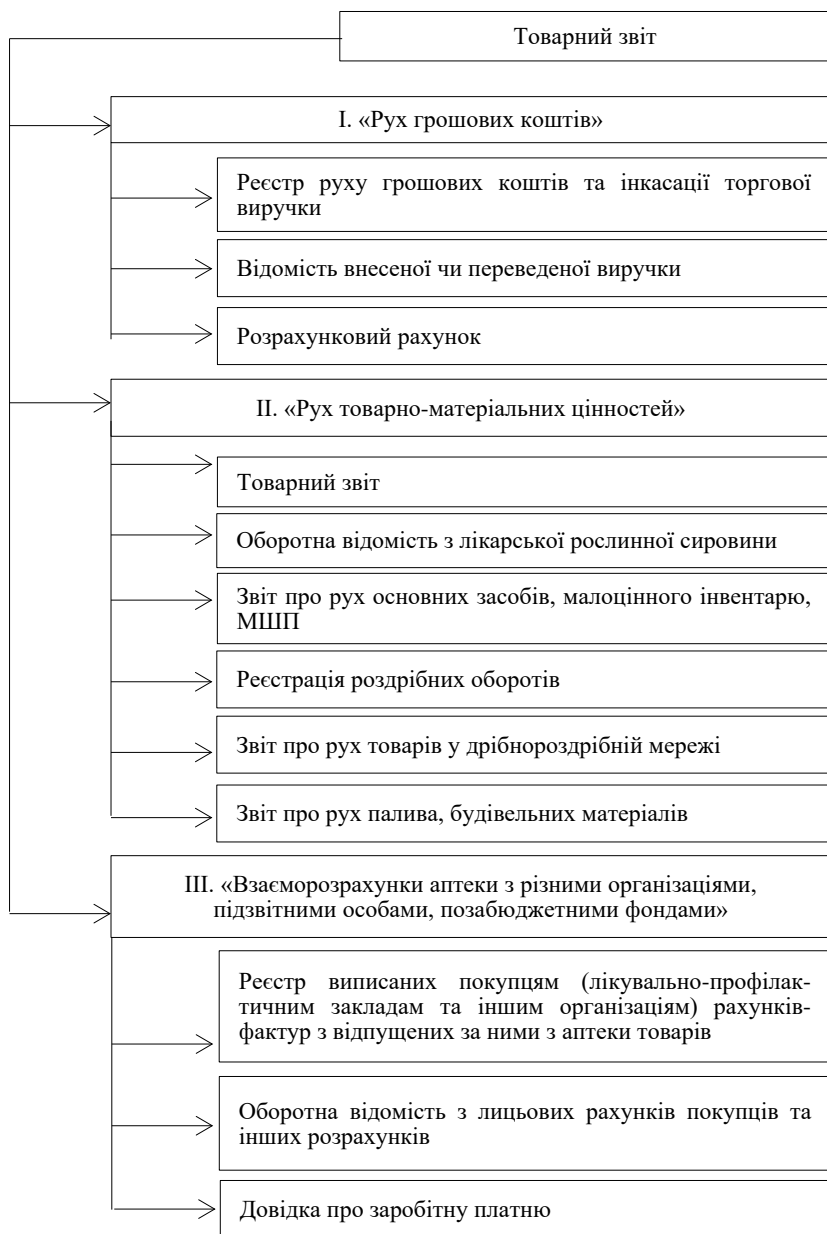 Товарний звіт
I. «Рух грошових коштів»
Реєстр руху грошових коштів та інкасації торгової
виручки
Відомість внесеної чи переведеної виручки
Розрахунковий рахунок
II. «Рух товарно-матеріальних цінностей»
Товарний звіт
Оборотна відомість з лікарської рослинної сировини
Звіт про рух основних засобів, малоцінного інвентарю,
МШП
Реєстрація роздрібних оборотів
Звіт про рух товарів у дрібнороздрібній мережі
Звіт про рух палива, будівельних матеріалів
III. «Взаєморозрахунки аптеки з різними організаціями,
підзвітними особами, позабюджетними фондами»
Реєстр виписаних покупцям (лікувально-профілак-
тичним закладам та іншим організаціям) рахунків-
фактур з відпущених за ними з аптеки товарів
Оборотна відомість з лицьових рахунків покупців та
інших розрахунків
Довідка про заробітну платню